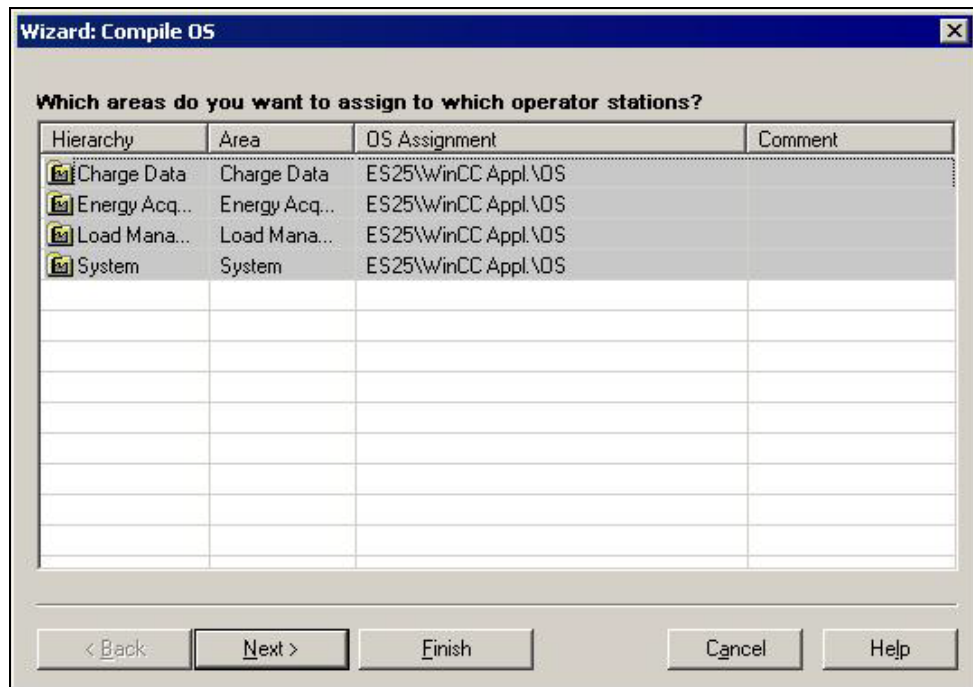 Wizard: Compile OS
Which areas do you want to assign to which operator stations?
Hierarchy Area OS Assignment Comment
Charge Data Charge Data ES25\WinCC Appl.\OS
Energy Acq... Energy Acq... ES25\WinCC Appl.\OS
Load Mana... Load Mana... ES25\WinCC Appl.\OS
System System ES25\WinCC Appl.\OS
< Back Next > Finish Cancel Help